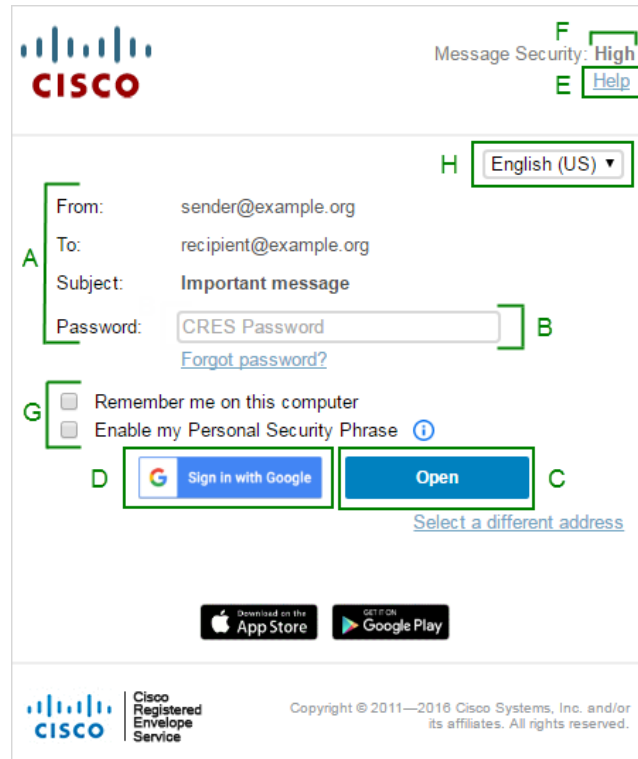 CISCO
F
Message Security: High
E Help
H English (US)
A
From: sender@example.org
To: recipient@example.org
Subject: Important message
Password: CRES Password B
Forgot password?
G
Remember me on this computer
Enable my Personal Security Phrase i
D G Sign in with Google Open C
Select a different address
Download on the
App Store
GET IT ON
Google Play
CISCO
Cisco
Registered
Envelope
Service
Copyright © 2011—2016 Cisco Systems, Inc. and/or
its affiliates. All rights reserved.